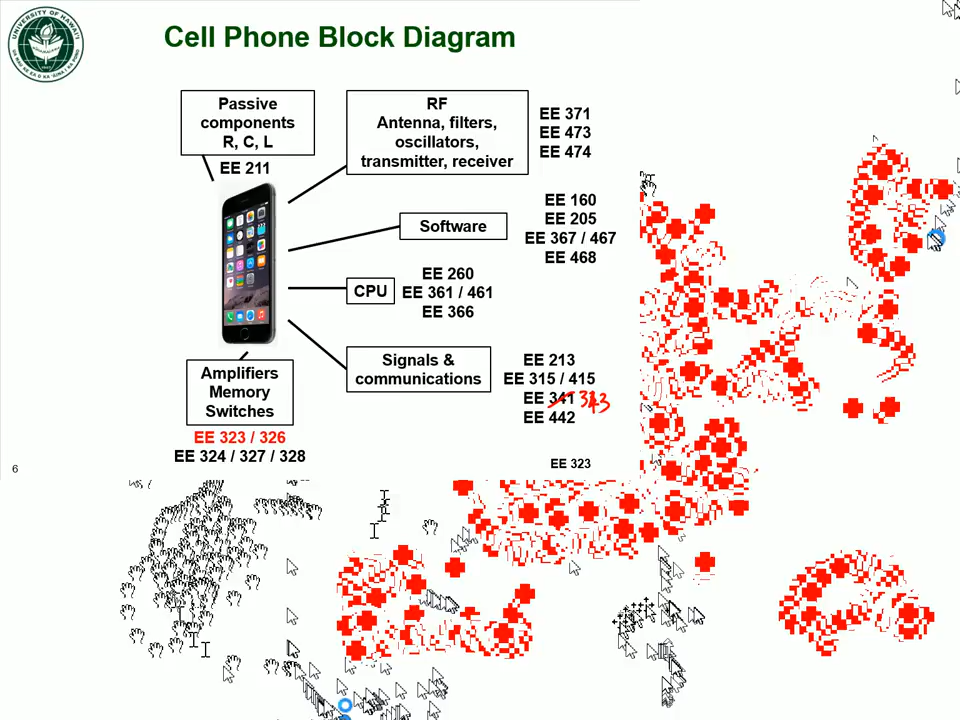 UNIVERSITY OF HAWAI'I
Cell Phone Block Diagram
Passive
components
R, C, L
EE 211
RF
Antenna, filters,
oscillators,
transmitter, receiver
EE 371
EE 473
EE 474
Software
EE 160
EE 205
EE 367 / 467
EE 468
CPU
EE 260
EE 361 / 461
EE 366
Signals &
communications
EE 213
EE 315 / 415
EE 341
EE 442
Amplifiers
Memory
Switches
EE 323 / 326
EE 324 / 327 / 328
6
EE 323